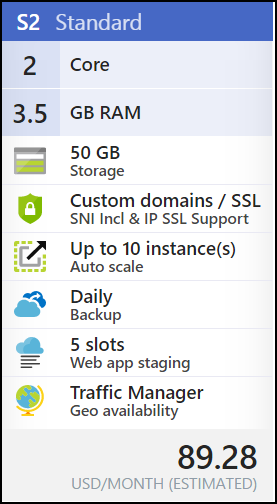 S2 Standard
2 Core
3.5 GB RAM
50 GB
Storage
Custom domains / SSL
SNI Incl & IP SSL Support
Up to 10 instance(s)
Auto scale
Daily
Backup
5 slots
Web app staging
Traffic Manager
Geo availability
89.28
USD/MONTH (ESTIMATED)